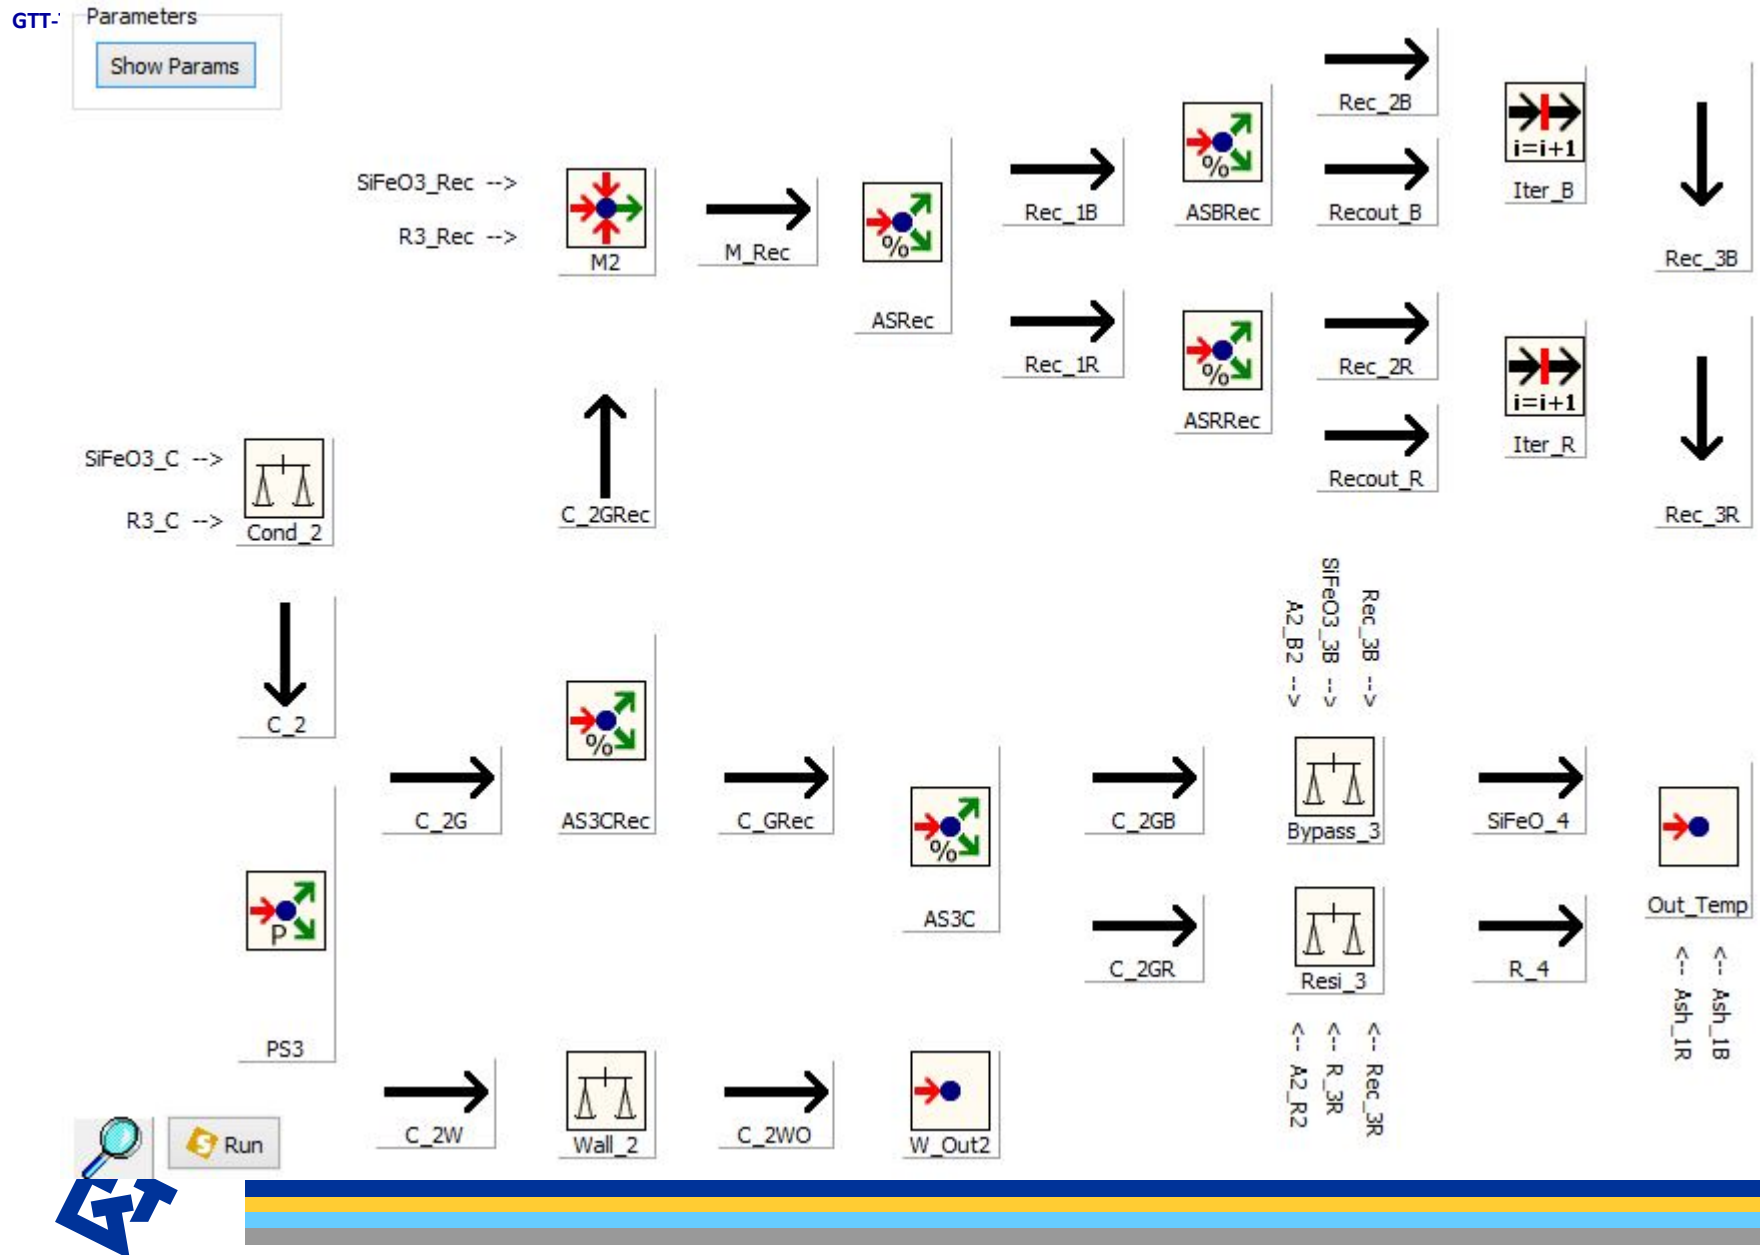 GTT-
Parameters
Show Params
SiFeO3_Rec -->
R3_Rec -->
M2
M_Rec
%
ASRec
Rec_1B
Rec_1R
%
ASBRec
%
ASRRec
Rec_2B
Recout_B
Rec_2R
Recout_R
i=i+1
Iter_B
i=i+1
Iter_R
Rec_3B
Rec_3R
SiFeO3_C -->
R3_C -->
Cond_2
C_2GRec
C_2
P
PS3
C_2G
%
AS3CRec
C_GRec
%
AS3C
C_2GB
C_2GR
A2_B2 -->
SiFeO3_3B -->
Rec_3B -->
Bypass_3
Resi_3
<-- A2_R2
<-- R_3R
<-- Rec_3R
SiFeO_4
R_4
Out_Temp
<-- Ash_1R
<-- Ash_1B
C_2W
Wall_2
C_2WO
W_Out2
S Run
GTT